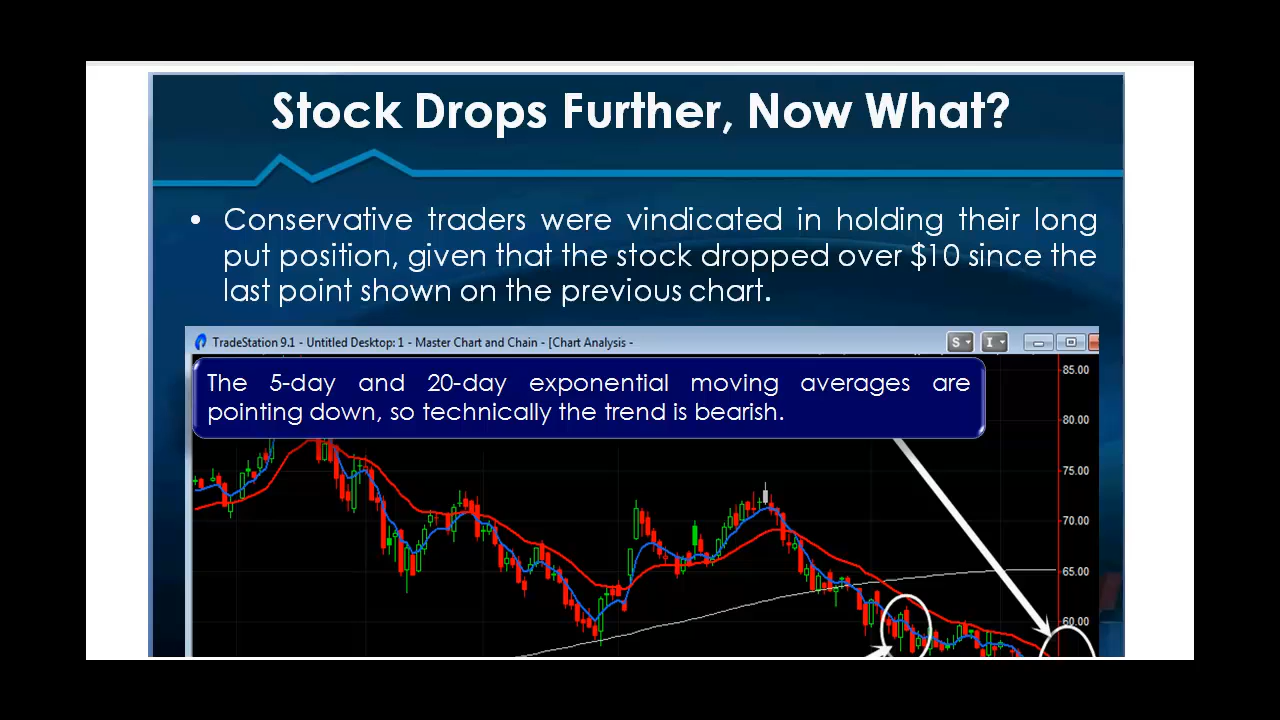 Stock Drops Further, Now What?
• Conservative traders were vindicated in holding their long
put position, given that the stock dropped over $10 since the
last point shown on the previous chart.
TradeStation 9.1 - Untitled Desktop: 1 - Master Chart and Chain - [Chart Analysis -
S I
The 5-day and 20-day exponential moving averages are
pointing down, so technically the trend is bearish.
85.00
80.00
75.00
70.00
65.00
60.00